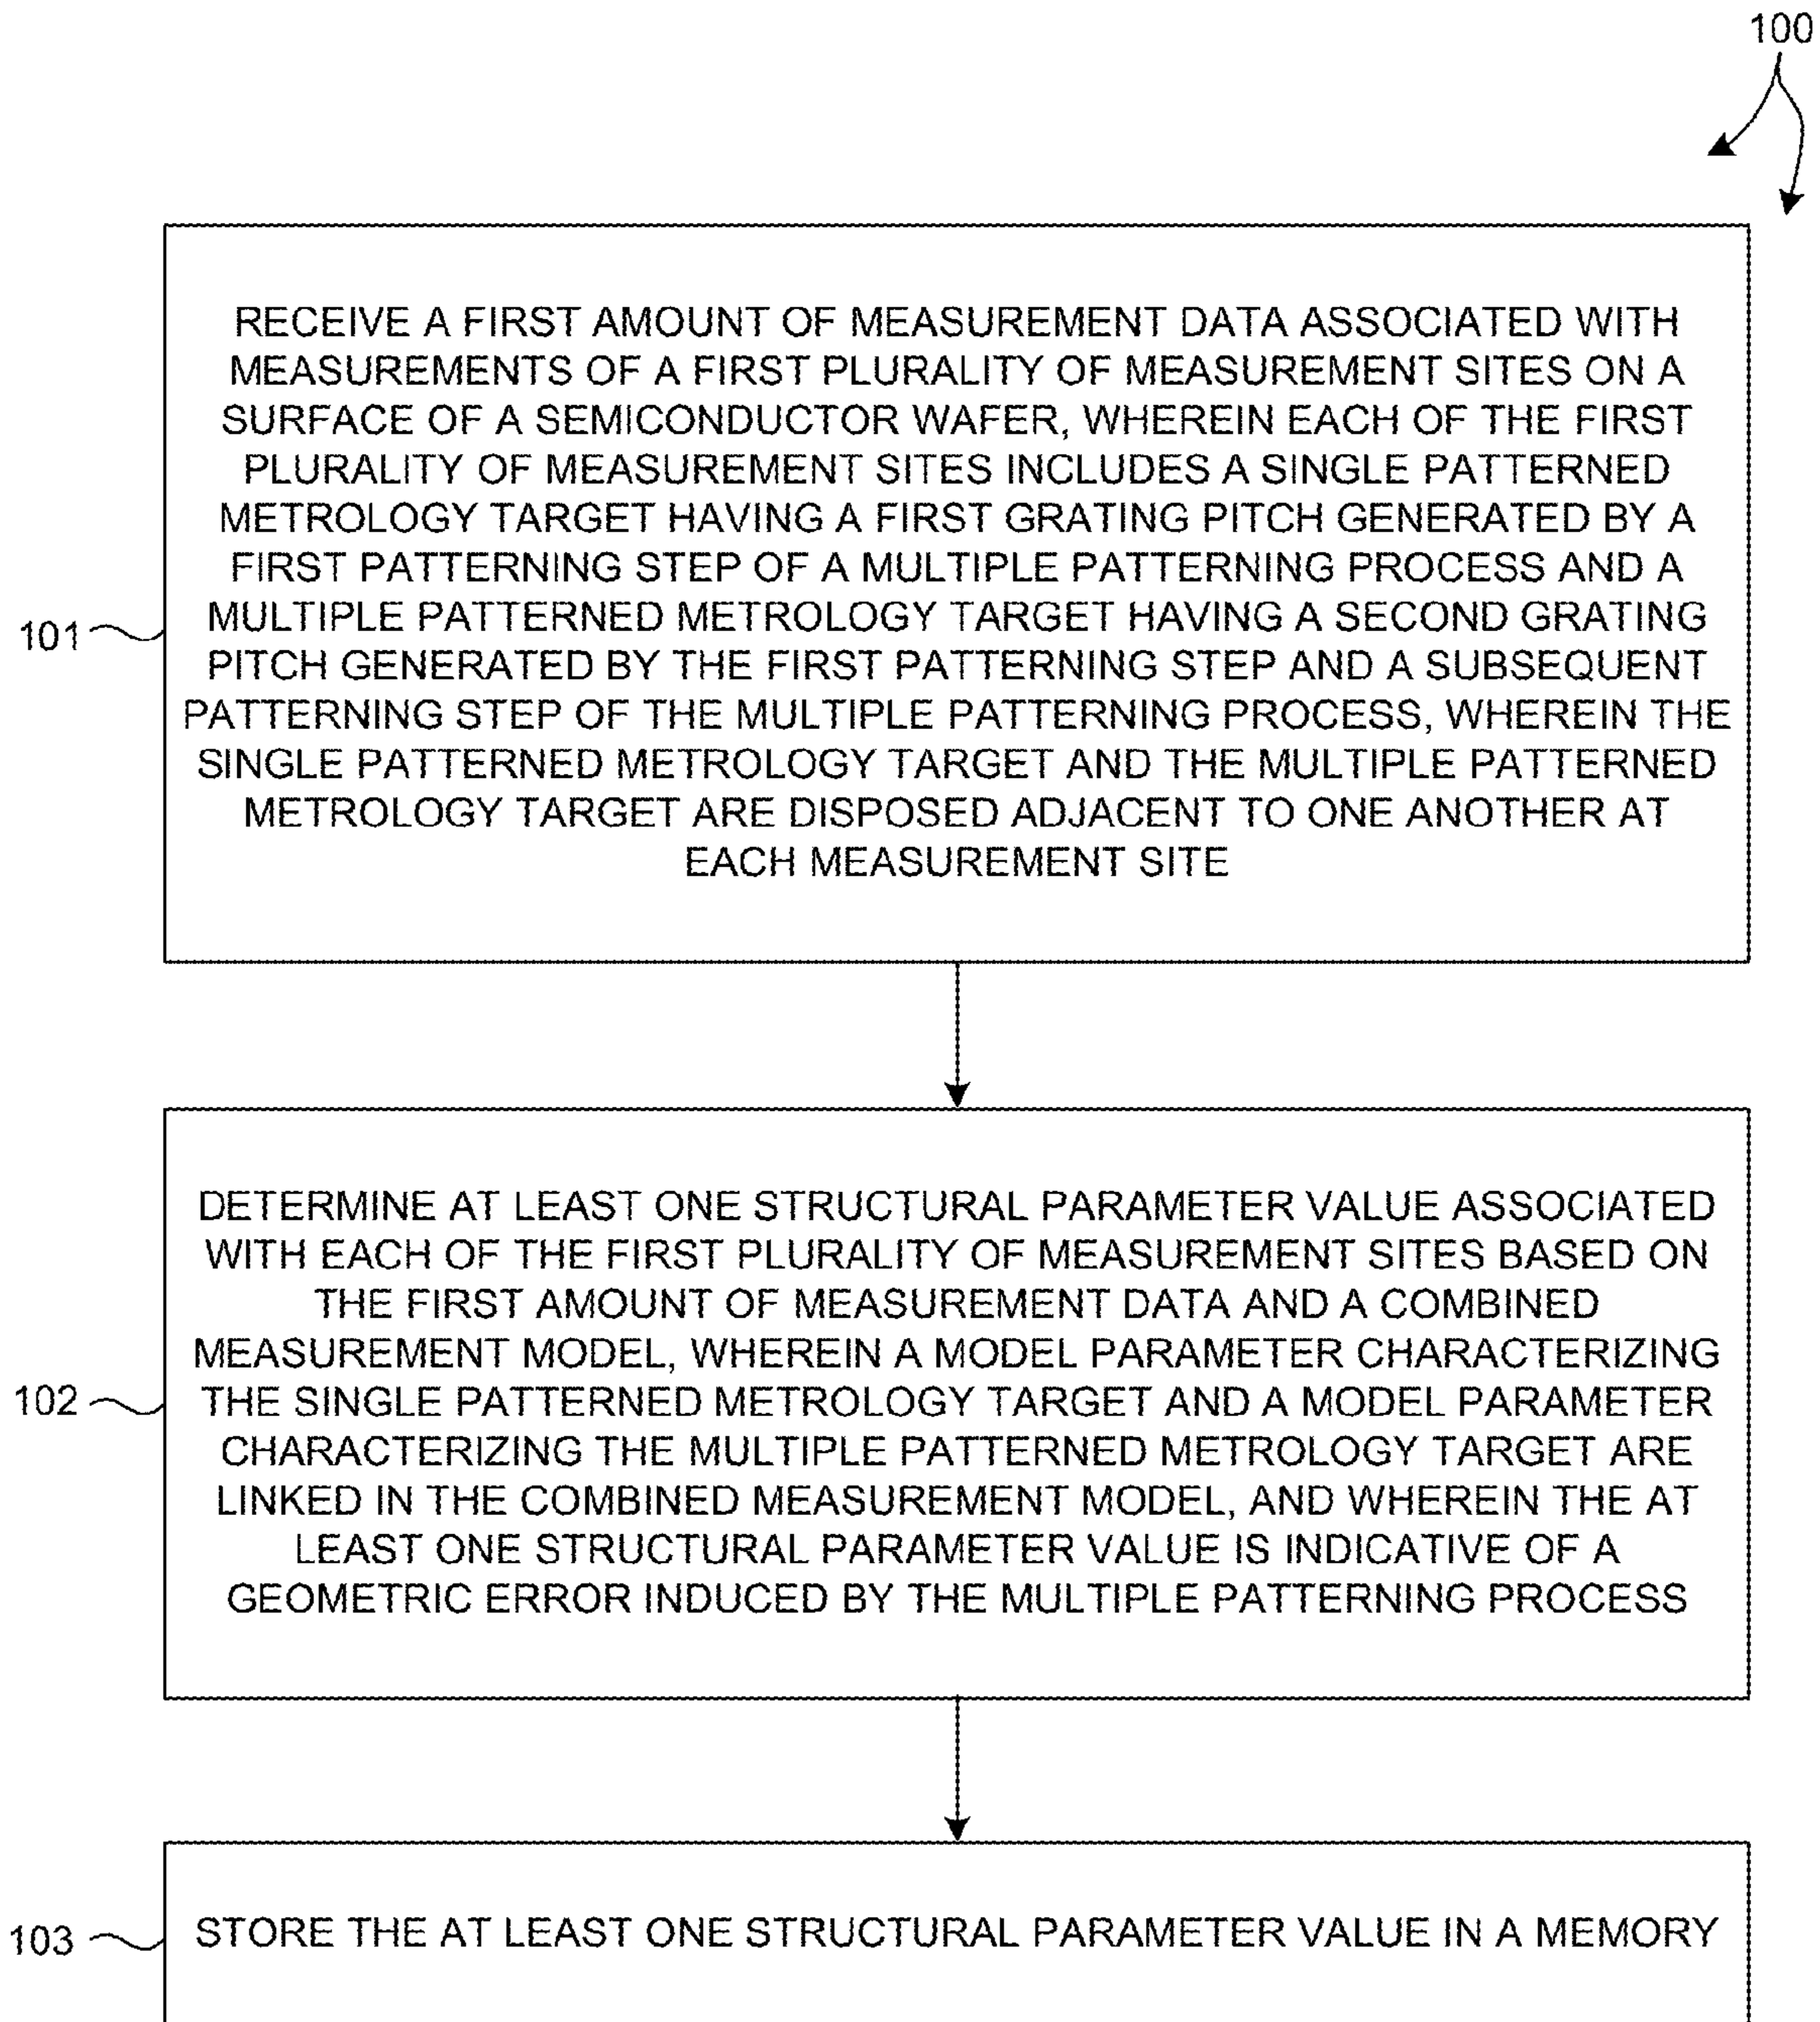 100
RECEIVE A FIRST AMOUNT OF MEASUREMENT DATA ASSOCIATED WITH
MEASUREMENTS OF A FIRST PLURALITY OF MEASUREMENT SITES ON A
SURFACE OF A SEMICONDUCTOR WAFER, WHEREIN EACH OF THE FIRST
PLURALITY OF MEASUREMENT SITES INCLUDES A SINGLE PATTERNED
METROLOGY TARGET HAVING A FIRST GRATING PITCH GENERATED BY A
FIRST PATTERNING STEP OF A MULTIPLE PATTERNING PROCESS AND A
MULTIPLE PATTERNED METROLOGY TARGET HAVING A SECOND GRATING
PITCH GENERATED BY THE FIRST PATTERNING STEP AND A SUBSEQUENT
PATTERNING STEP OF THE MULTIPLE PATTERNING PROCESS, WHEREIN THE
SINGLE PATTERNED METROLOGY TARGET AND THE MULTIPLE PATTERNED
METROLOGY TARGET ARE DISPOSED ADJACENT TO ONE ANOTHER AT
EACH MEASUREMENT SITE
101
DETERMINE AT LEAST ONE STRUCTURAL PARAMETER VALUE ASSOCIATED
WITH EACH OF THE FIRST PLURALITY OF MEASUREMENT SITES BASED ON
THE FIRST AMOUNT OF MEASUREMENT DATA AND A COMBINED
MEASUREMENT MODEL, WHEREIN A MODEL PARAMETER CHARACTERIZING
THE SINGLE PATTERNED METROLOGY TARGET AND A MODEL PARAMETER
CHARACTERIZING THE MULTIPLE PATTERNED METROLOGY TARGET ARE
LINKED IN THE COMBINED MEASUREMENT MODEL, AND WHEREIN THE AT
LEAST ONE STRUCTURAL PARAMETER VALUE IS INDICATIVE OF A
GEOMETRIC ERROR INDUCED BY THE MULTIPLE PATTERNING PROCESS
102
STORE THE AT LEAST ONE STRUCTURAL PARAMETER VALUE IN A MEMORY
103